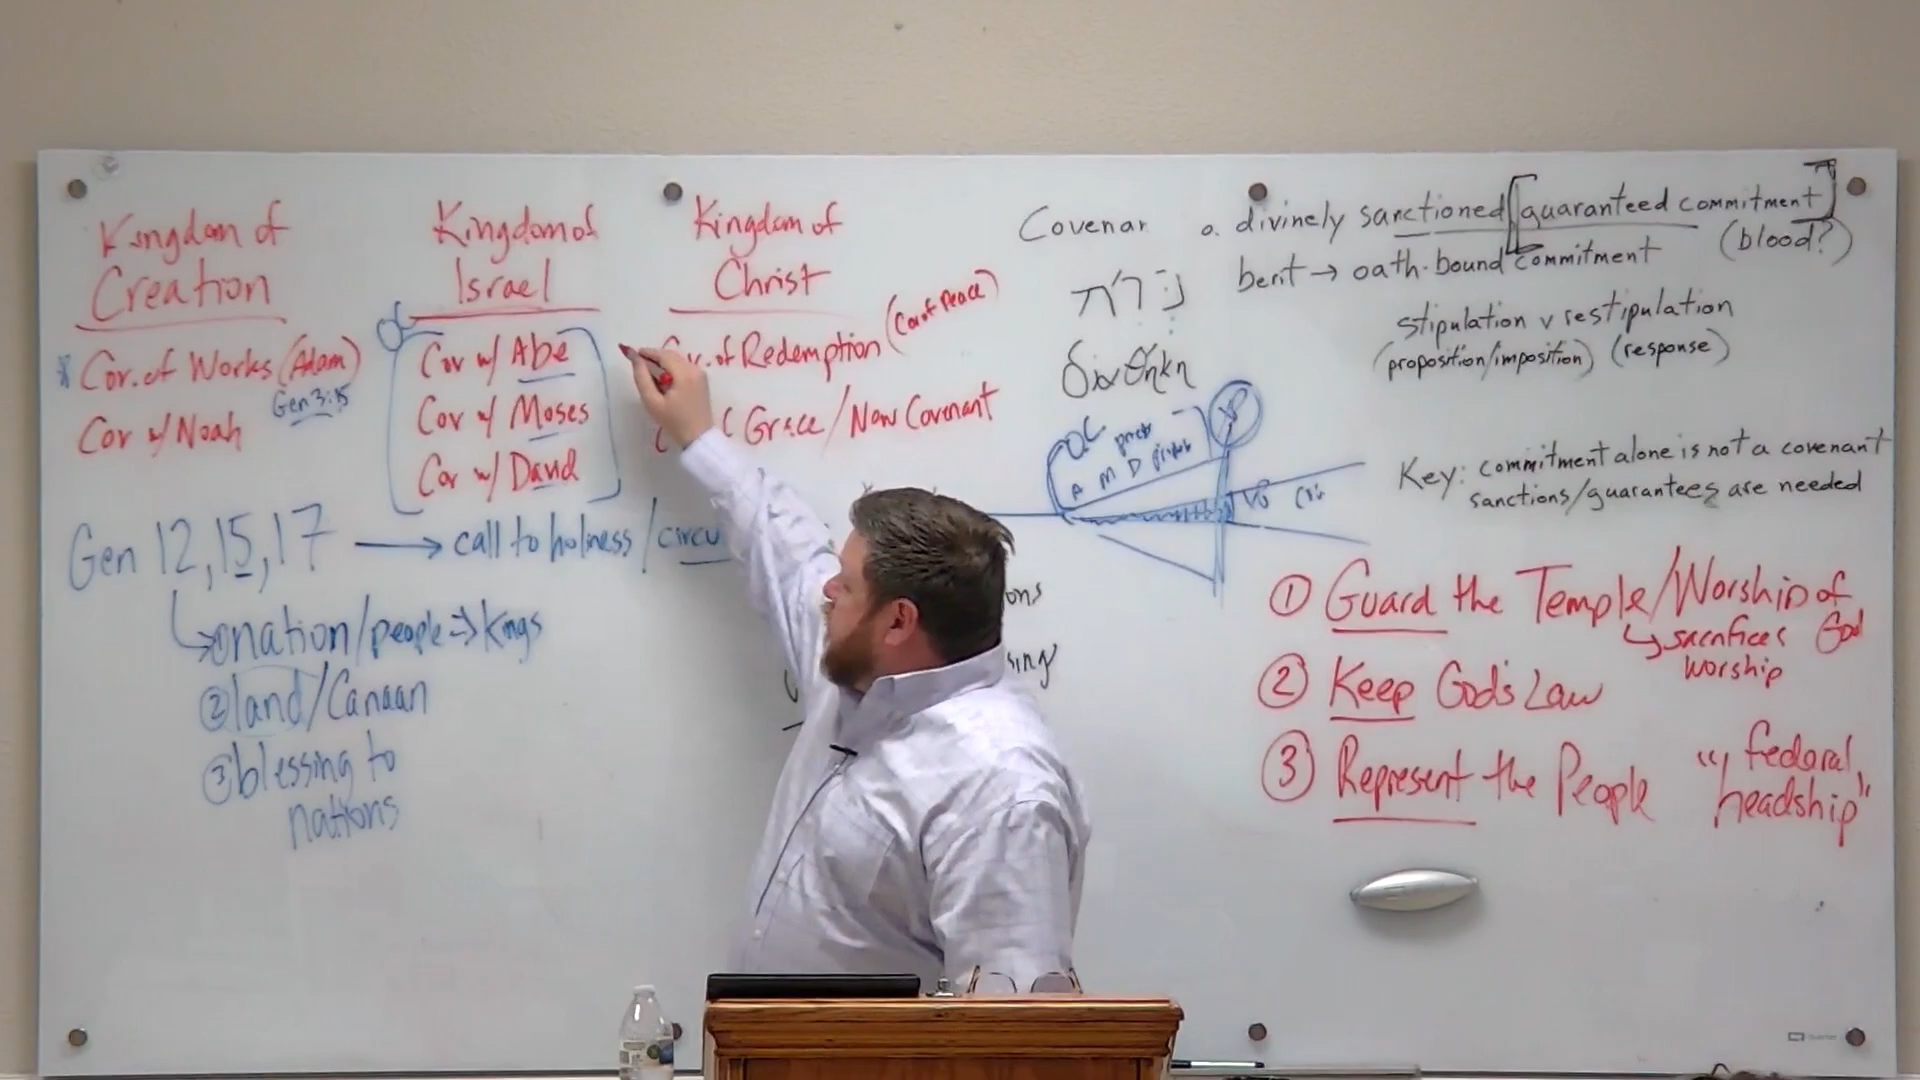 Kingdom of
Creation
Cov. of Works (Adam)
Gen 3:15
Cov w/ Noah
Kingdom of
Israel
OC
Cov w/ Abe
Cov w/ Moses
Cov w/ David
Kingdom of
Christ
of Redemption (Cov of Peace)
Grace / New Covenant
Gen 12, 15, 17 → call to holiness / circu
① nation/people → kings
② land/Canaan
③ blessing to
nations
Covenan
a. divinely sanctioned [guaranteed commitment]
(blood?)
berit → oath-bound commitment
ברית
διαθηκη
stipulation v restipulation
(proposition/imposition) (response)
OC
A M D
Key: commitment alone is not a covenant
sanctions/guarantees are needed
① Guard the Temple/Worship of
God
↳ sacrifices
worship
② Keep God's Law
③ Represent the People
"federal
headship"